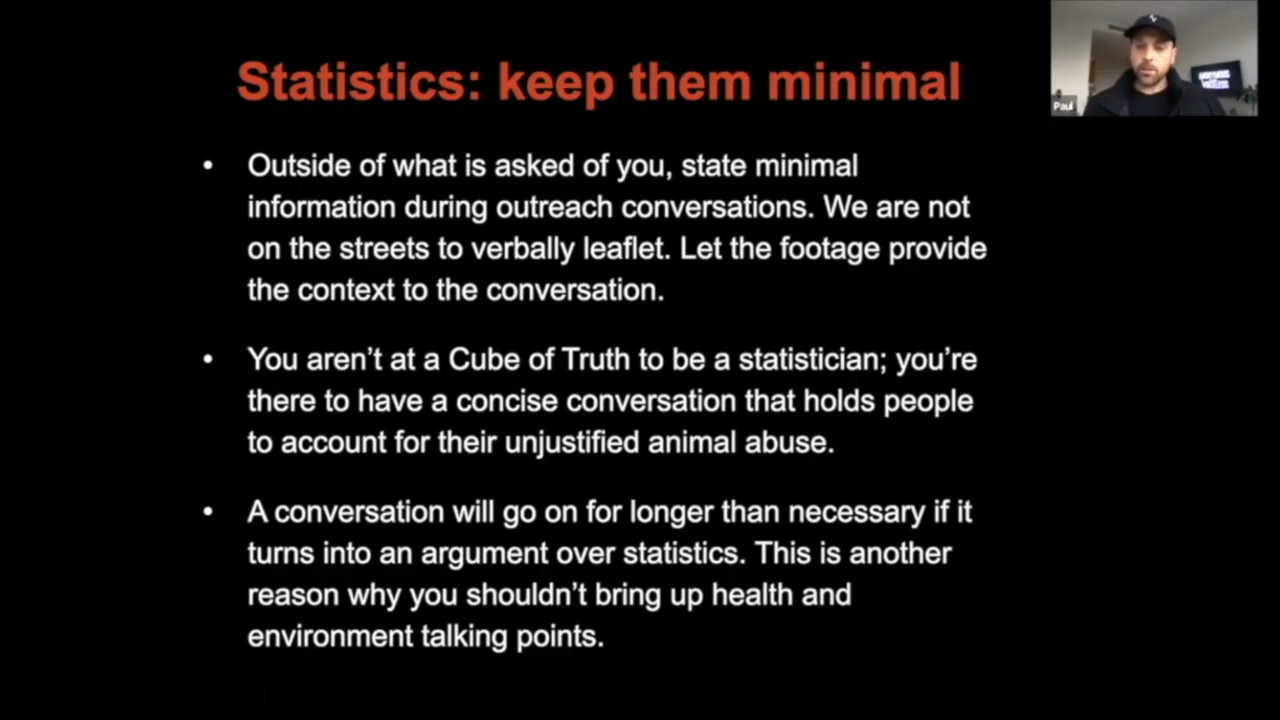 Statistics: keep them minimal
• Outside of what is asked of you, state minimal
information during outreach conversations. We are not
on the streets to verbally leaflet. Let the footage provide
the context to the conversation.
• You aren’t at a Cube of Truth to be a statistician; you’re
there to have a concise conversation that holds people
to account for their unjustified animal abuse.
• A conversation will go on for longer than necessary if it
turns into an argument over statistics. This is another
reason why you shouldn’t bring up health and
environment talking points.
Paul
ANONYMOUS
VOICELESS